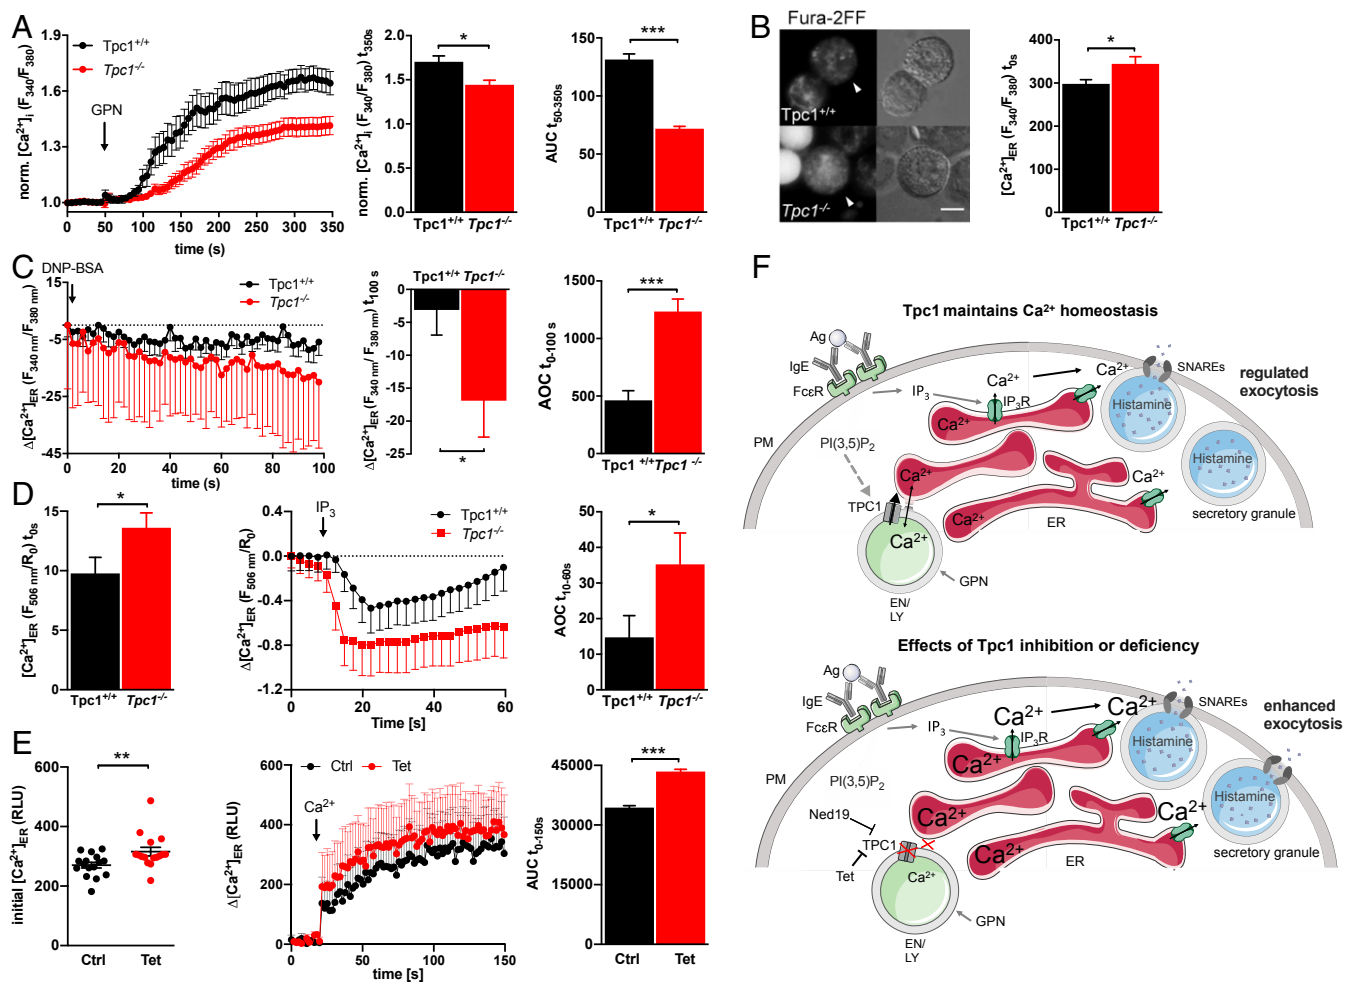 A
norm. [Ca²⁺]i (F340/F380)
1.9
1.6
1.3
1.0
Tpc1+/+
Tpc1-/-
GPN
0 50 100 150 200 250 300 350
time (s)
norm. [Ca²⁺]i (F340/F380) t350s
2.0
1.5
1.0
0.5
0.0
*
Tpc1+/+ Tpc1-/-
AUC t50-350s
150
100
50
0
***
Tpc1+/+ Tpc1-/-
B
Fura-2FF
Tpc1+/+
Tpc1-/-
[Ca²⁺]ER (F340/F380) t0s
400
300
200
100
0
*
Tpc1+/+ Tpc1-/-
C
DNP-BSA
Δ[Ca²⁺]ER (F340 nm/F380 nm)
15
-5
-25
-45
Tpc1+/+
Tpc1-/-
0 20 40 60 80 100
time (s)
Tpc1+/+ Tpc1-/-
Δ[Ca²⁺]ER (F340 nm/ F380 nm) t100 s
0
-5
-10
-15
-20
-25
*
AOC t0-100 s
1500
1000
500
0
***
Tpc1+/+ Tpc1-/-
D
[Ca²⁺]ER (F506 nm/R0) t0s
15
10
5
0
*
Tpc1+/+ Tpc1-/-
Δ[Ca²⁺]ER (F506 nm/R0)
0.4
0.0
-0.4
-0.8
-1.2
IP3
Tpc1+/+
Tpc1-/-
0 20 40 60
Time [s]
AOC t10-60s
50
40
30
20
10
0
*
Tpc1+/+ Tpc1-/-
E
initial [Ca²⁺]ER (RLU)
600
400
200
0
**
Ctrl Tet
Δ[Ca²⁺]ER (RLU)
600
400
200
0
Ctrl Tet
Ca²⁺
0 50 100 150
time [s]
AUC t0-150s
45000
30000
15000
0
***
Ctrl Tet
F
Tpc1 maintains Ca²⁺ homeostasis
Ag
IgE
FcεR
IP3
Ca²⁺
IP3R
Ca²⁺
SNAREs
regulated
exocytosis
Histamine
Ca²⁺
PM
PI(3,5)P2
Ca²⁺
Histamine
Ca²⁺
TPC1
Ca²⁺
ER
secretory granule
Ca²⁺
GPN
EN/
LY
Effects of Tpc1 inhibition or deficiency
Ag
IgE
FcεR
IP3
Ca²⁺
IP3R
Ca²⁺
SNAREs
enhanced
exocytosis
Histamine
Ca²⁺
PM
PI(3,5)P2
Histamine
Ca²⁺
Ned19
Ca²⁺
TPC1
Ca²⁺
ER
secretory granule
Tet
Ca²⁺
GPN
EN/
LY